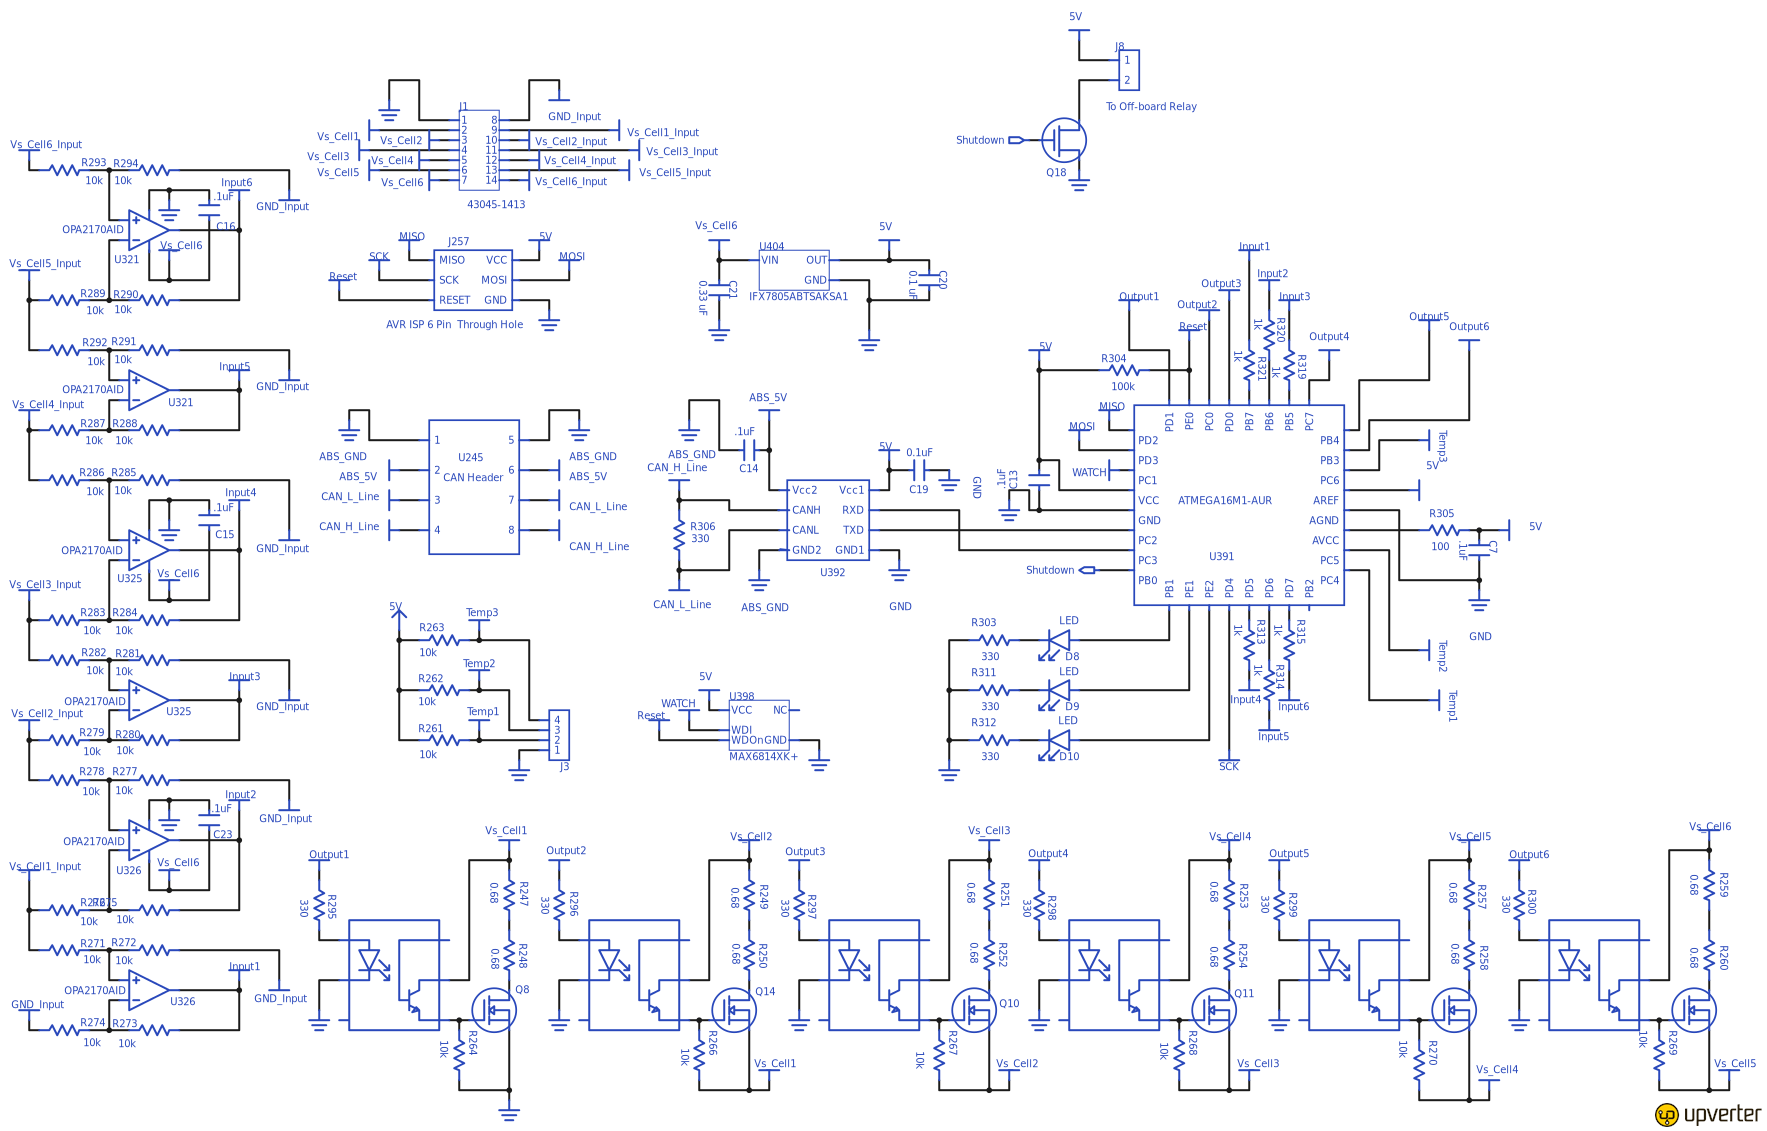 5V
J8
1
2
To Off-board Relay
Shutdown
Q18
J1
1
2
3
4
5
6
7
8
9
10
11
12
13
14
43045-1413
GND_Input
Vs_Cell1
Vs_Cell2
Vs_Cell3
Vs_Cell4
Vs_Cell5
Vs_Cell6
Vs_Cell1_Input
Vs_Cell2_Input
Vs_Cell3_Input
Vs_Cell4_Input
Vs_Cell5_Input
Vs_Cell6_Input
Vs_Cell6_Input
R293
R294
10k
10k
Input6
GND_Input
.1uF
C16
OPA2170AID
U321
Vs_Cell6
Vs_Cell5_Input
R289
R290
10k
10k
R292
R291
10k
10k
Input5
GND_Input
OPA2170AID
U321
Vs_Cell4_Input
R287
R288
10k
10k
R286
R285
10k
10k
Input4
GND_Input
.1uF
C15
OPA2170AID
U325
Vs_Cell6
Vs_Cell3_Input
R283
R284
10k
10k
R282
R281
10k
10k
Input3
GND_Input
OPA2170AID
U325
Vs_Cell2_Input
R279
R280
10k
10k
R278
R277
10k
10k
Input2
GND_Input
.1uF
C23
OPA2170AID
U326
Vs_Cell6
Vs_Cell1_Input
R275
10k
10k
R271
R272
10k
10k
Input1
GND_Input
OPA2170AID
U326
GND_Input
R274
R273
10k
10k
MISO
J257
5V
SCK
MOSI
Reset
MISO
VCC
SCK
MOSI
RESET
GND
AVR ISP 6 Pin Through Hole
Vs_Cell6
U404
5V
VIN
OUT
GND
IFX7805ABTSAKSA1
C21
0.33 uF
C20
0.1 uF
U245
CAN Header
1
2
3
4
5
6
7
8
ABS_GND
ABS_5V
CAN_L_Line
CAN_H_Line
ABS_GND
ABS_5V
CAN_L_Line
CAN_H_Line
ABS_5V
.1uF
C14
ABS_GND
CAN_H_Line
R306
330
CAN_L_Line
ABS_GND
5V
0.1uF
C19
GND
Vcc2
Vcc1
CANH
RXD
CANL
TXD
GND2
GND1
U392
GND
5V
R304
100k
C13
.1uF
Output1
Reset
Output2
Output3
Input1
Input2
Input3
R321
1k
R320
1k
R319
1k
Output4
Output5
Output6
MISO
MOSI
WATCH
Shutdown
ATMEGA16M1-AUR
U391
PD1
PE0
PC0
PD0
PB7
PB6
PB5
PC7
PD2
PD3
PC1
VCC
GND
PC2
PC3
PB0
PB4
PB3
PC6
AREF
AGND
AVCC
PC5
PC4
PB1
PE1
PE2
PD4
PD5
PD6
PD7
PB2
Temp3
5V
R305
100
5V
C7
.1uF
GND
Temp2
Temp1
R313
1k
R314
1k
R315
1k
Input4
Input5
Input6
SCK
R303
330
LED
D8
R311
330
LED
D9
R312
330
LED
D10
5V
R263
10k
Temp3
R262
10k
Temp2
R261
10k
Temp1
4
3
2
1
J3
5V
WATCH
Reset
U398
VCC
NC
WDI
WDOnGND
MAX6814XK+
Output1
R295
330
Vs_Cell1
R247
0.68
R248
0.68
Q8
R264
10k
Output2
R296
330
Vs_Cell2
R249
0.68
R250
0.68
Q14
R266
10k
Vs_Cell1
Output3
R297
330
Vs_Cell3
R251
0.68
R252
0.68
Q10
R267
10k
Vs_Cell2
Output4
R298
330
Vs_Cell4
R253
0.68
R254
0.68
Q11
R268
10k
Vs_Cell3
Output5
R299
330
Vs_Cell5
R257
0.68
R258
0.68
R270
10k
Vs_Cell4
Output6
R300
330
Vs_Cell6
R259
0.68
R260
0.68
R269
10k
Vs_Cell5
upverter